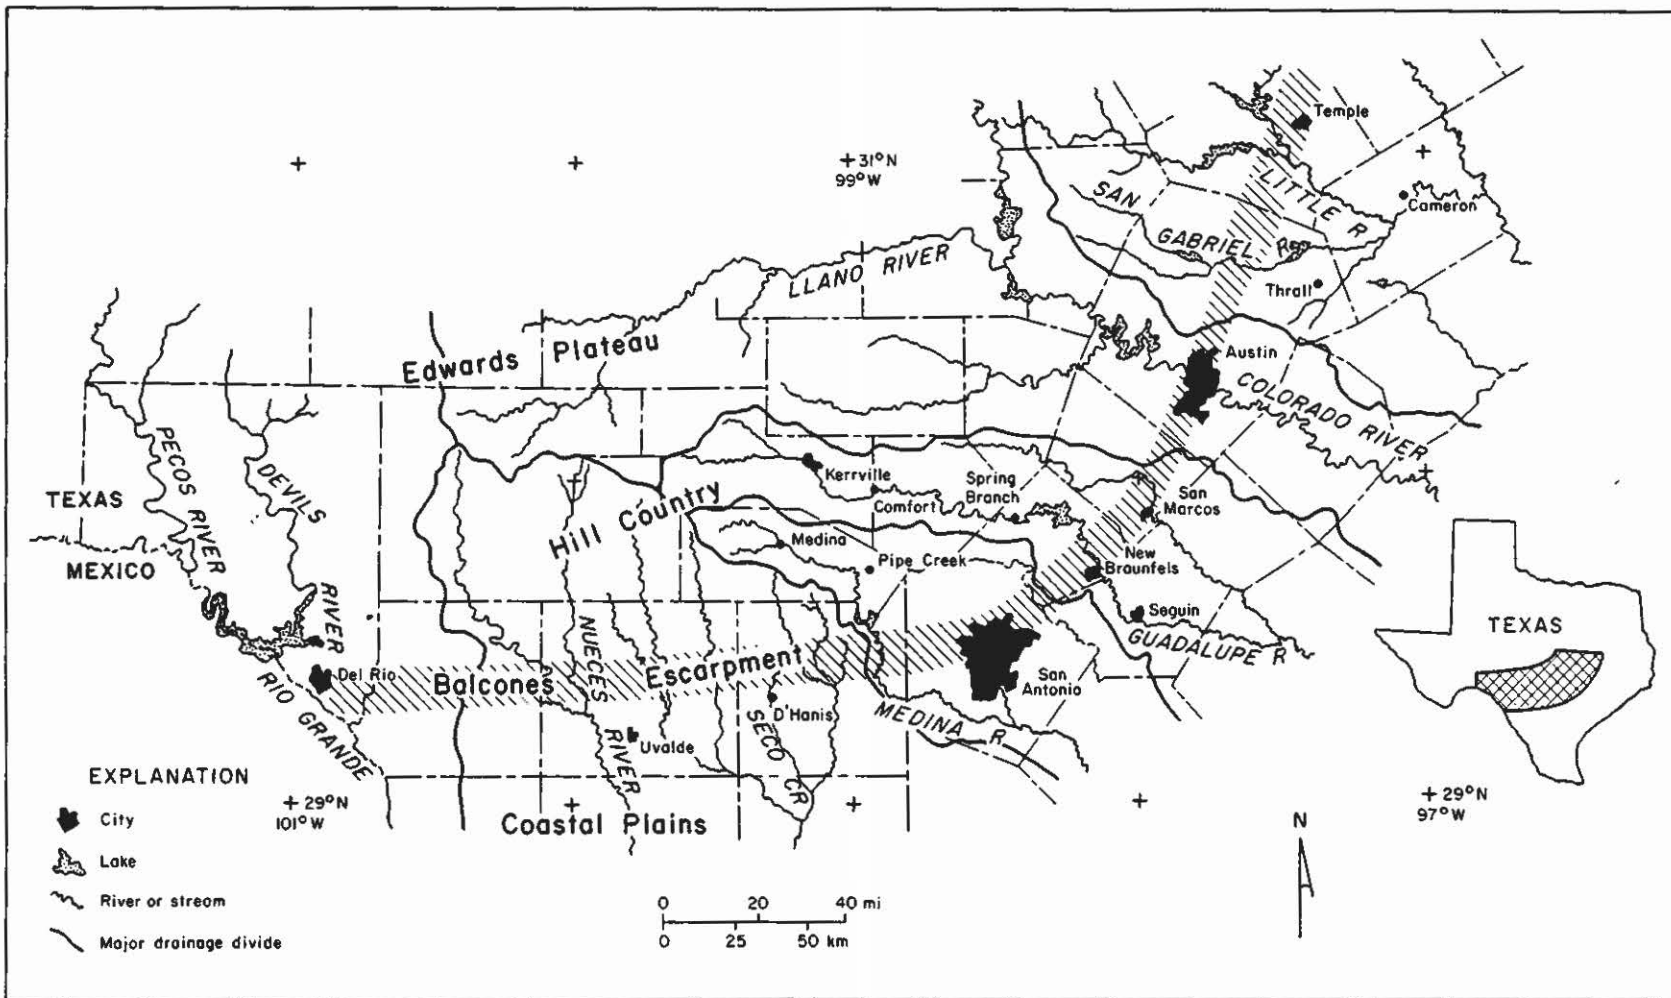 Temple
+31°N
99°W
SAN
LITTLE R
Cameron
GABRIEL R
LLANO RIVER
Thrall
Edwards Plateau
Austin
COLORADO RIVER
PECOS RIVER
DEVILS
RIVER
TEXAS
MEXICO
Kerrville
Spring
Branch
San
Marcos
Hill Country
Comfort
Medina
Pipe Creek
New
Braunfels
Seguin
GUADALUPE R
TEXAS
NUECES
RIVER
Del Rio
Balcones
Escarpment
San
Antonio
RIO GRANDE
D'Hanis
SECO CR
MEDINA R
Uvalde
EXPLANATION
City
Lake
River or stream
Major drainage divide
+29°N
101°W
Coastal Plains
+29°N
97°W
N
0 20 40 mi
0 25 50 km